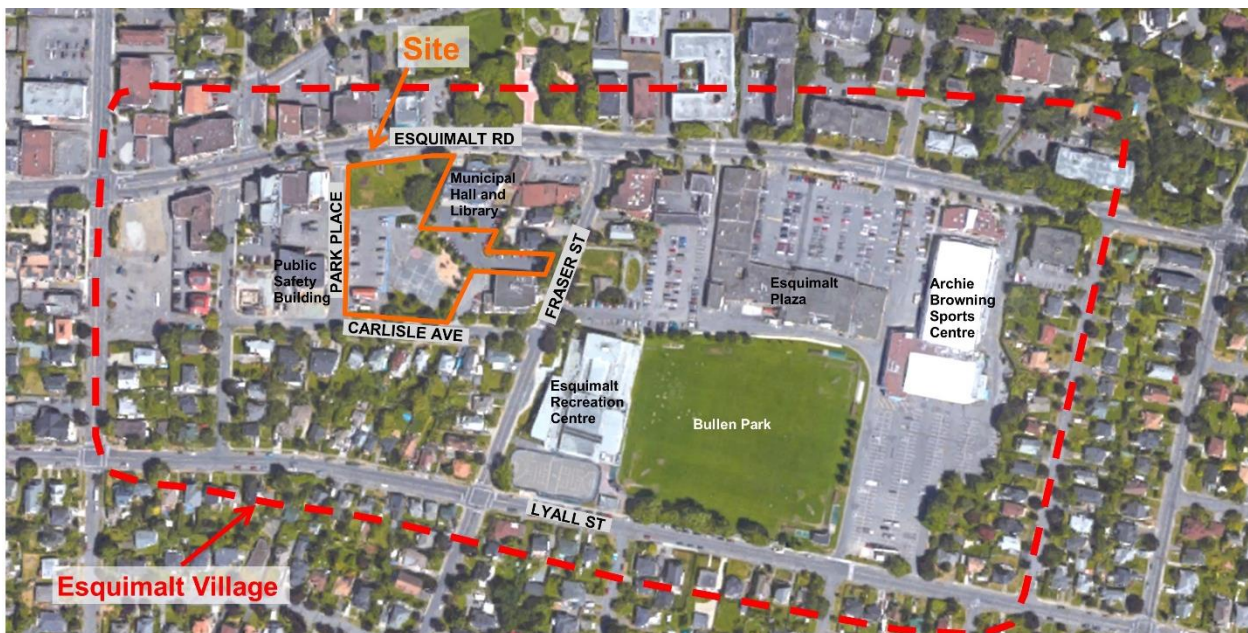 Site
ESQUIMALT RD
Municipal
Hall and
Library
PARK PLACE
Public
Safety
Building
FRASER ST
CARLISLE AVE
Esquimalt
Plaza
Archie
Browning
Sports
Centre
Esquimalt
Recreation
Centre
Bullen Park
LYALL ST
Esquimalt Village